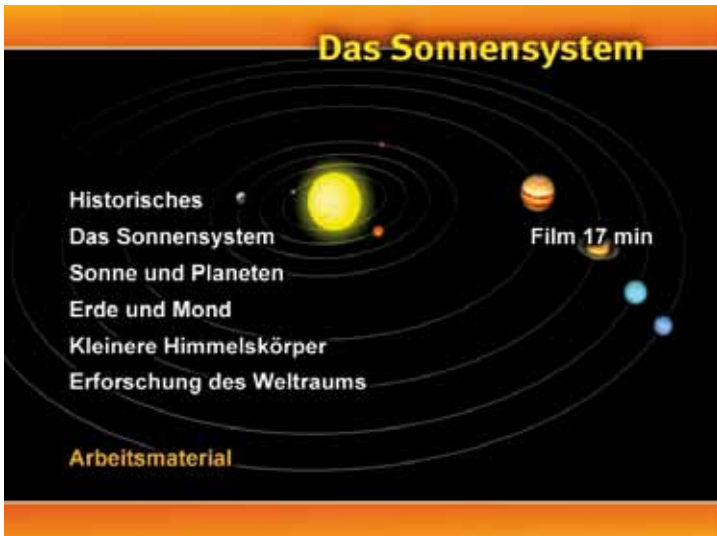 Das Sonnensystem
Historisches
Das Sonnensystem
Film 17 min
Sonne und Planeten
Erde und Mond
Kleinere Himmelskörper
Erforschung des Weltraums
Arbeitsmaterial